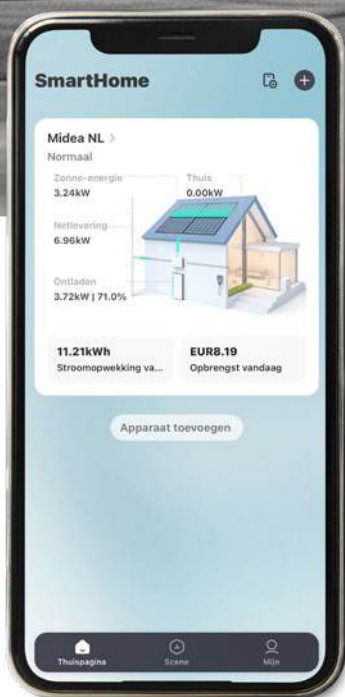 SmartHome
Midea NL >
Normaal
Zonne-energie
3.24kW
Thuis
0.00kW
Netlevering
6.96kW
Ontladen
3.72kW | 71.0%
11.21kWh
Stroomopwekking va...
EUR8.19
Opbrengst vandaag
Apparaat toevoegen
Thuispagina
Scene
Mijn